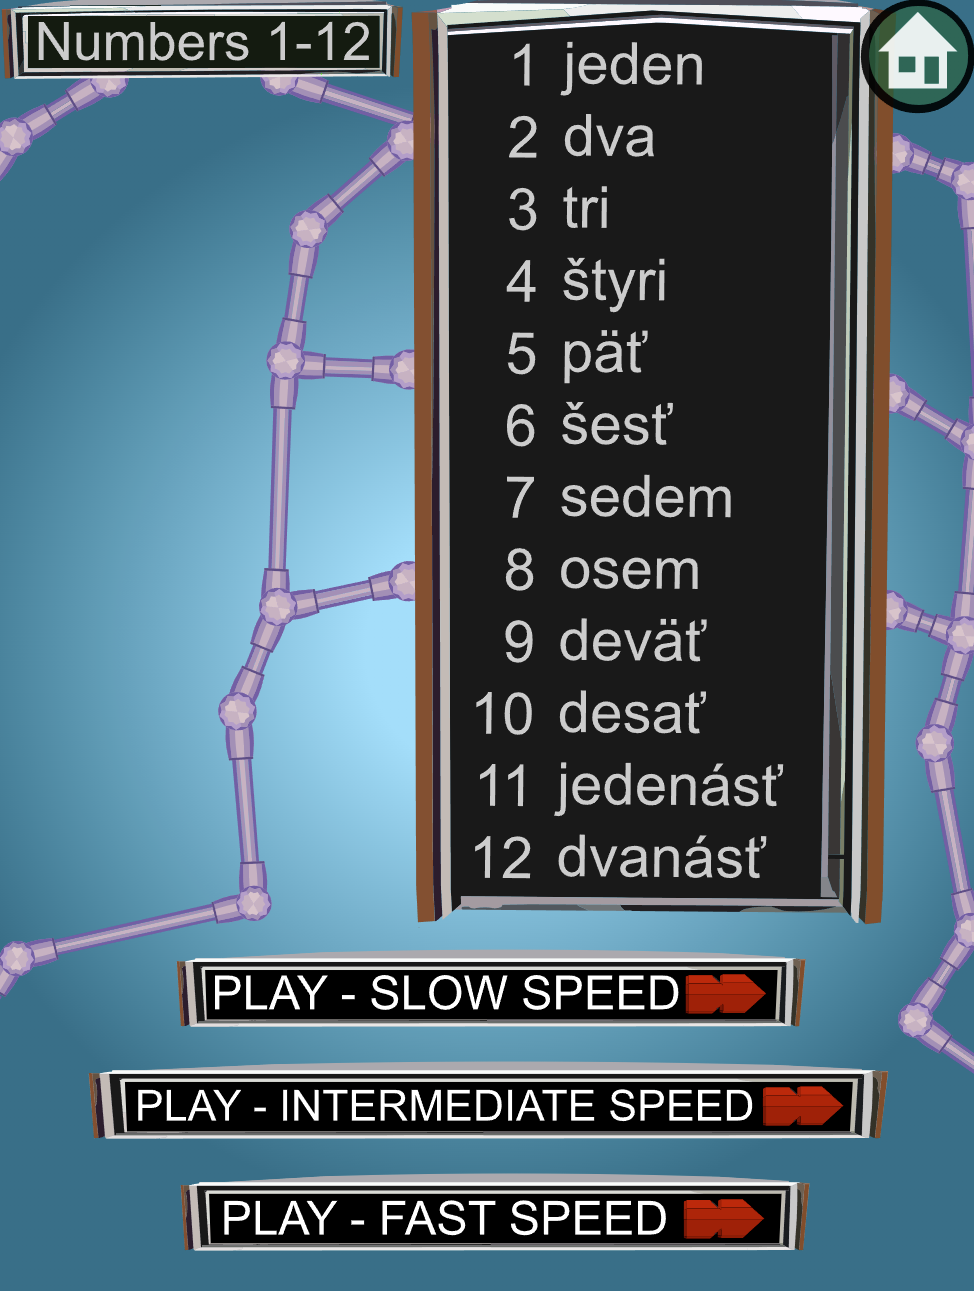 Numbers 1-12
1 jeden
2 dva
3 tri
4 štyri
5 päť
6 šesť
7 sedem
8 osem
9 deväť
10 desať
11 jedenásť
12 dvanásť
PLAY - SLOW SPEED
PLAY - INTERMEDIATE SPEED
PLAY - FAST SPEED